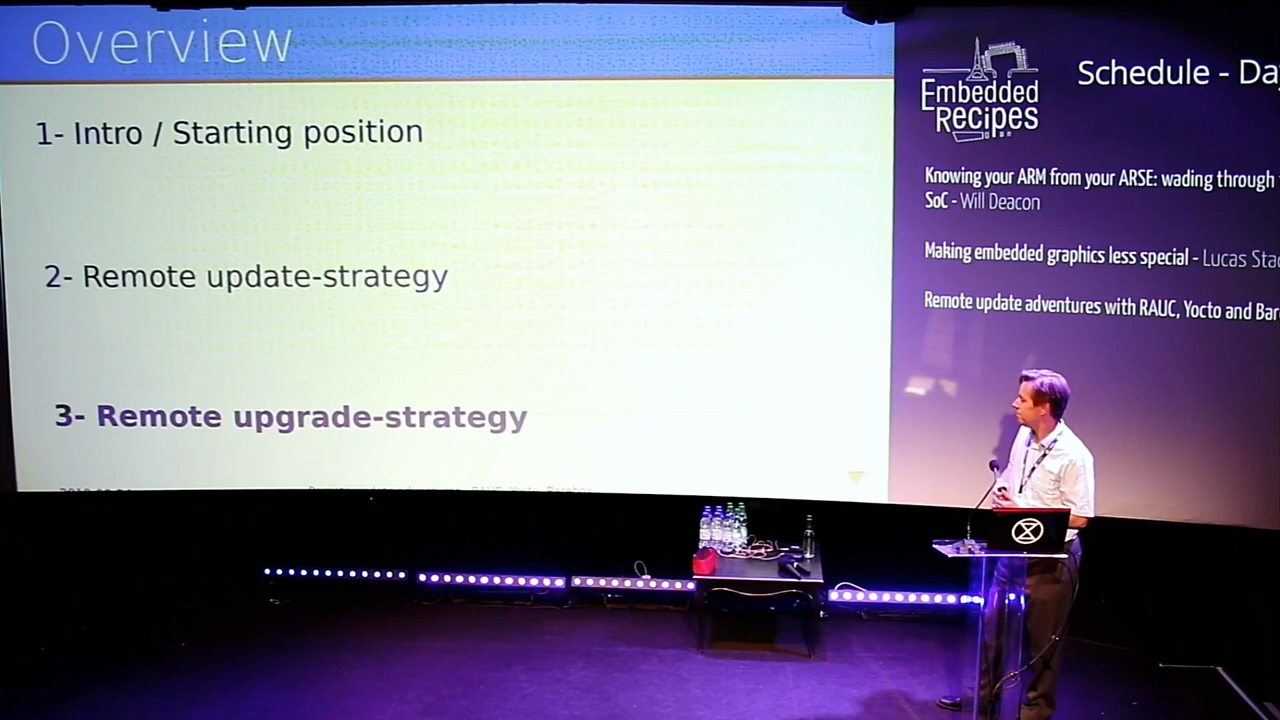 Overview
1- Intro / Starting position
2- Remote update-strategy
3- Remote upgrade-strategy
Embedded
Recipes
Schedule - Da
Knowing your ARM from your ARSE: wading through
SoC - Will Deacon
Making embedded graphics less special - Lucas Sta
Remote update adventures with RAUC, Yocto and Bar